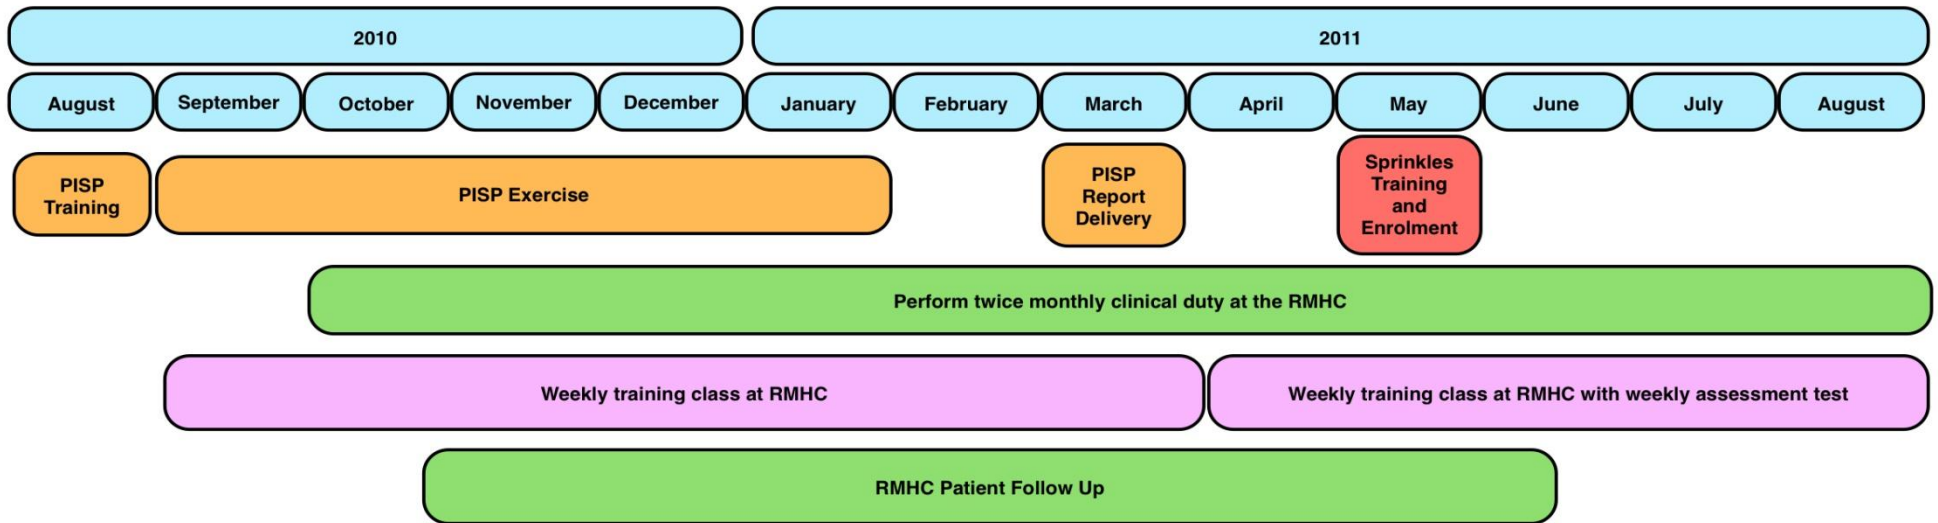 2010
2011
August
September
October
November
December
January
February
March
April
May
June
July
August
PISP
Training
PISP Exercise
PISP
Report
Delivery
Sprinkles
Training
and
Enrolment
Perform twice monthly clinical duty at the RMHC
Weekly training class at RMHC
Weekly training class at RMHC with weekly assessment test
RMHC Patient Follow Up